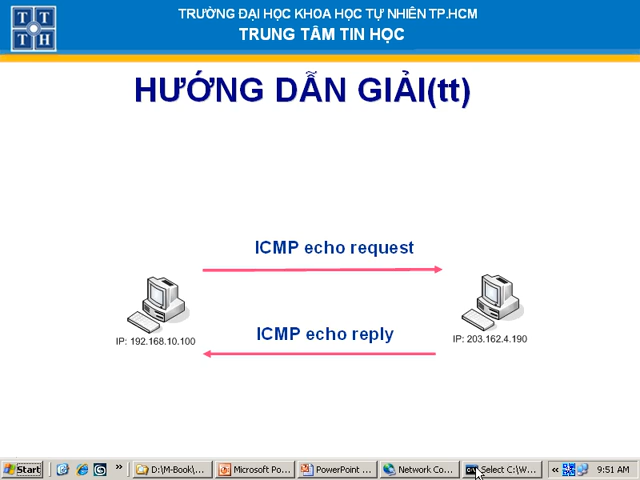 TRƯỜNG ĐẠI HỌC KHOA HỌC TỰ NHIÊN TP.HCM
TRUNG TÂM TIN HỌC
T T
T H
HƯỚNG DẪN GIẢI(tt)
ICMP echo request
ICMP echo reply
IP: 192.168.10.100
IP: 203.162.4.190
Start
»
D:\M-Book\...
Microsoft Po...
PowerPoint ...
Network Co...
Select C:\W...
«
9:51 AM